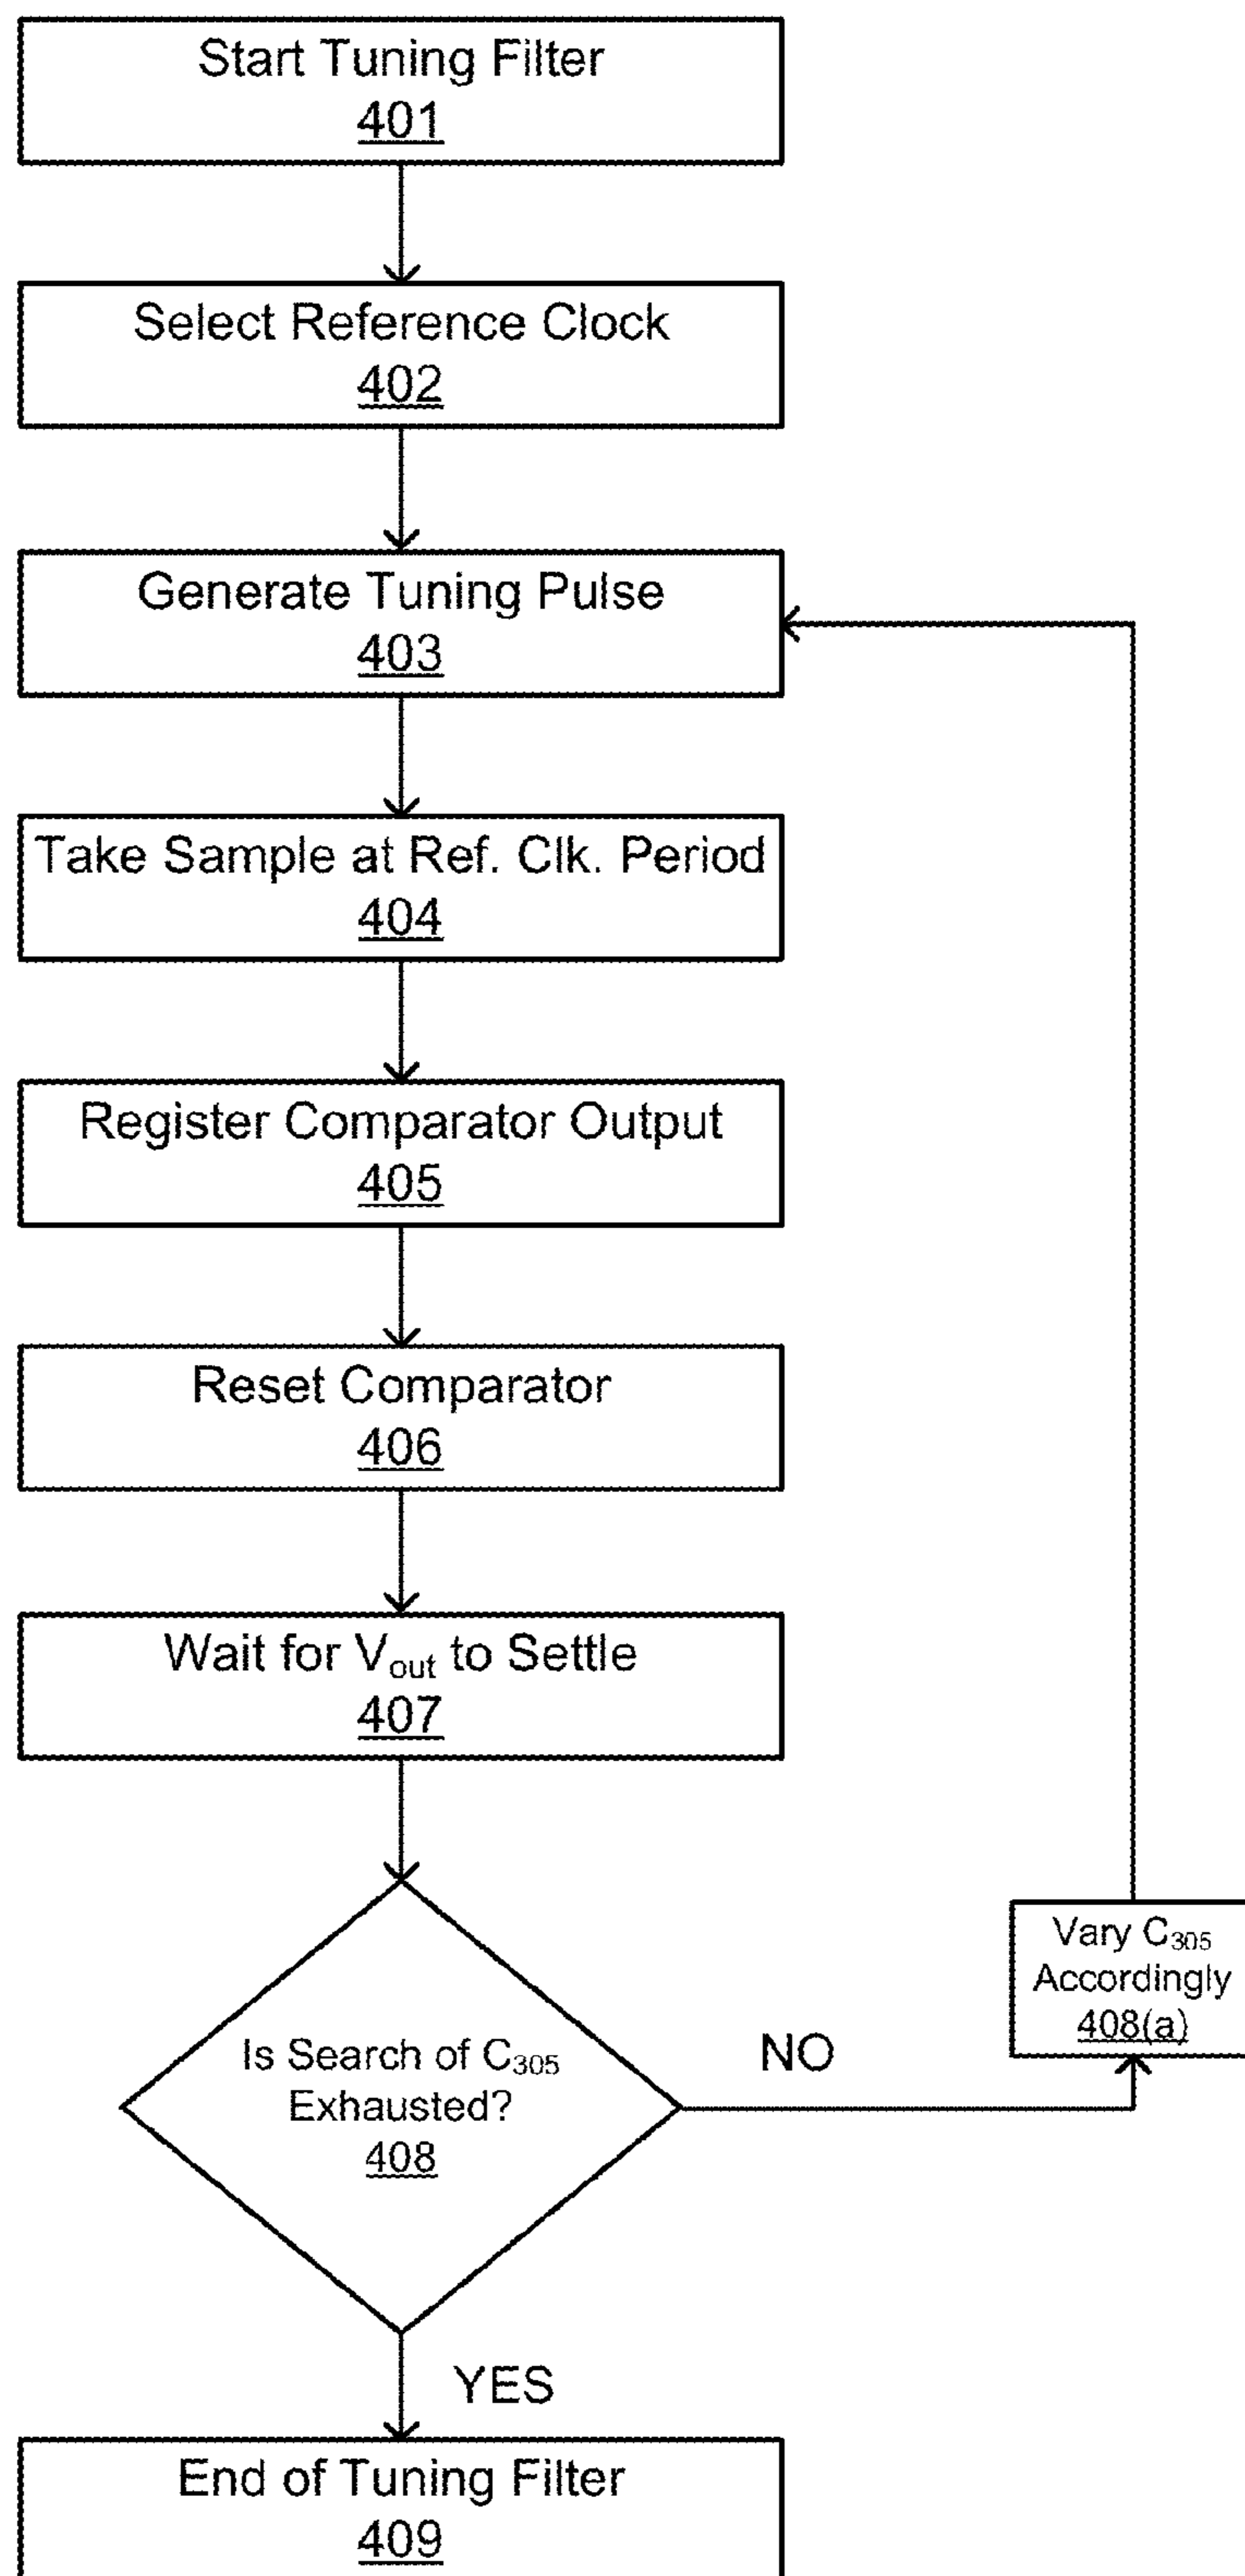 Start Tuning Filter
401
Select Reference Clock
402
Generate Tuning Pulse
403
Take Sample at Ref. Clk. Period
404
Register Comparator Output
405
Reset Comparator
406
Wait for Vout to Settle
407
Is Search of C305
Exhausted?
408
NO
Vary C305
Accordingly
408(a)
YES
End of Tuning Filter
409